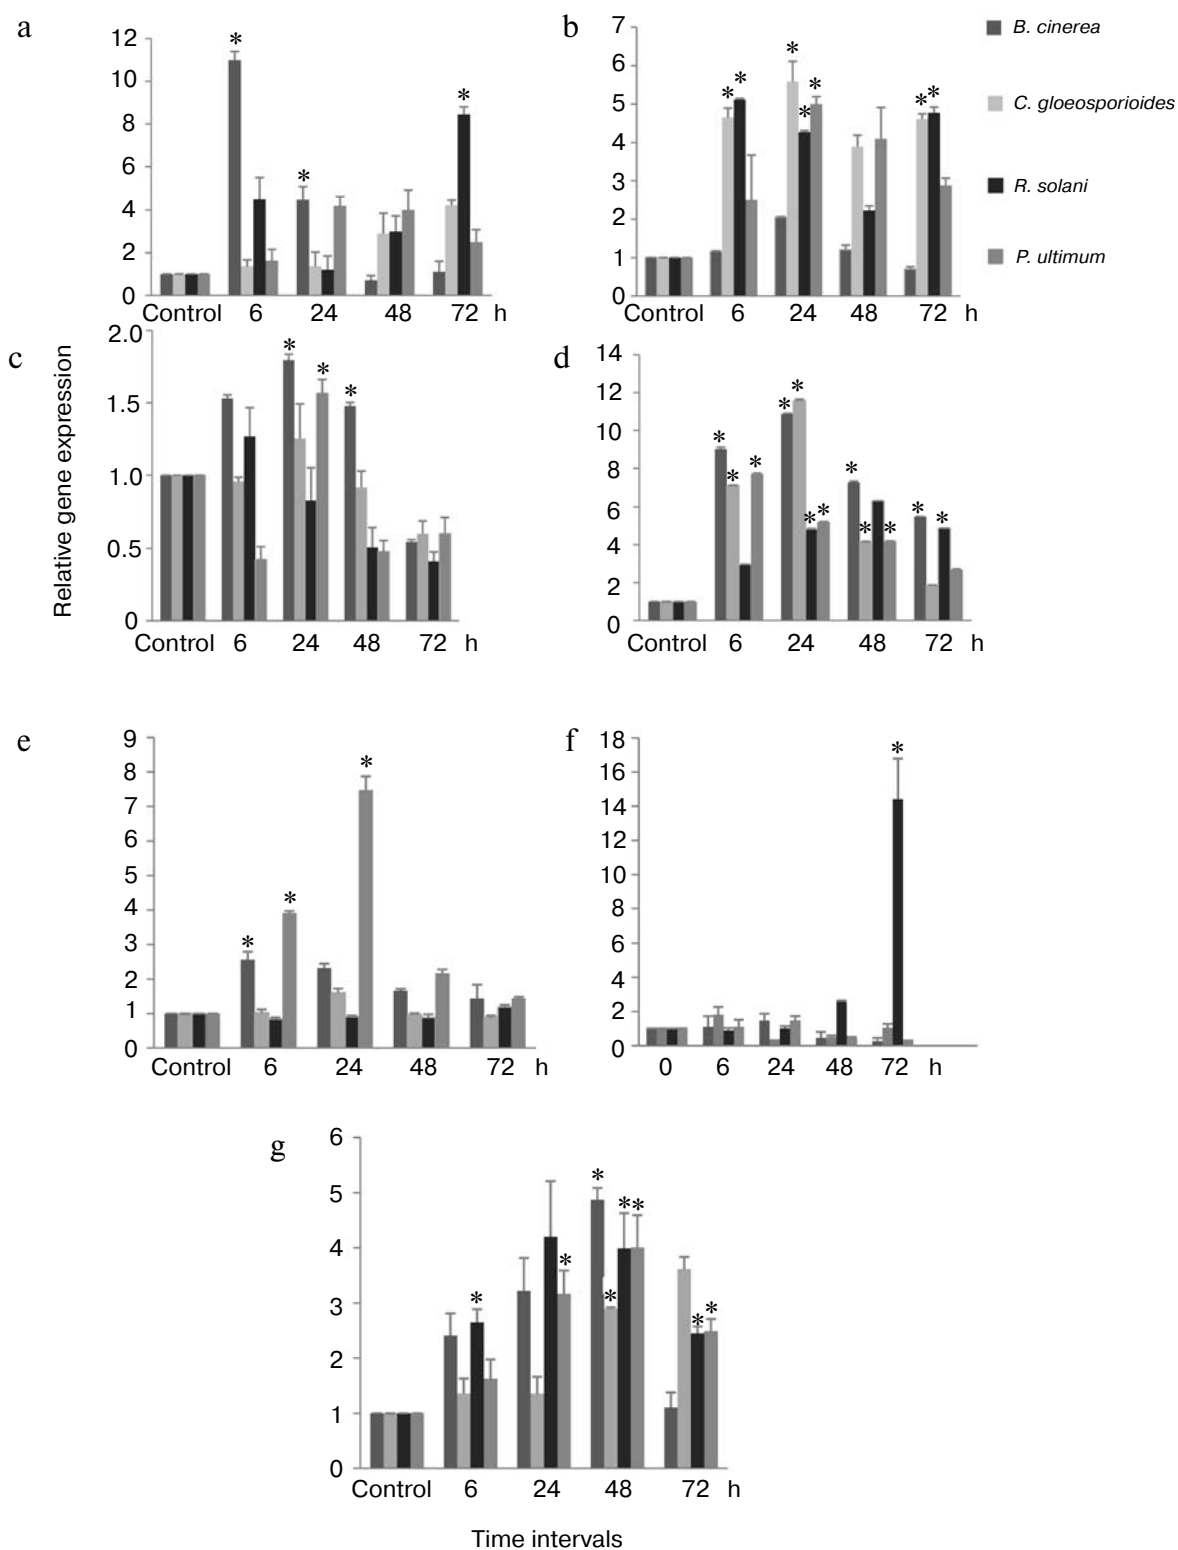 a
12
10
8
6
4
2
0
*
*
*
Control 6 24 48 72 h
b
7
6
5
4
3
2
1
0
* * * * * * *
Control 6 24 48 72 h
B. cinerea
C. gloeosporioides
R. solani
P. ultimum
Relative gene expression
c
2.0
1.5
1.0
0.5
0
* * *
Control 6 24 48 72 h
d
14
12
10
8
6
4
2
0
* * * * * * * * * * * *
Control 6 24 48 72 h
e
9
8
7
6
5
4
3
2
1
0
* * *
Control 6 24 48 72 h
f
18
16
14
12
10
8
6
4
2
0
*
0 6 24 48 72 h
g
6
5
4
3
2
1
0
* * * * * * * *
Control 6 24 48 72 h
Time intervals